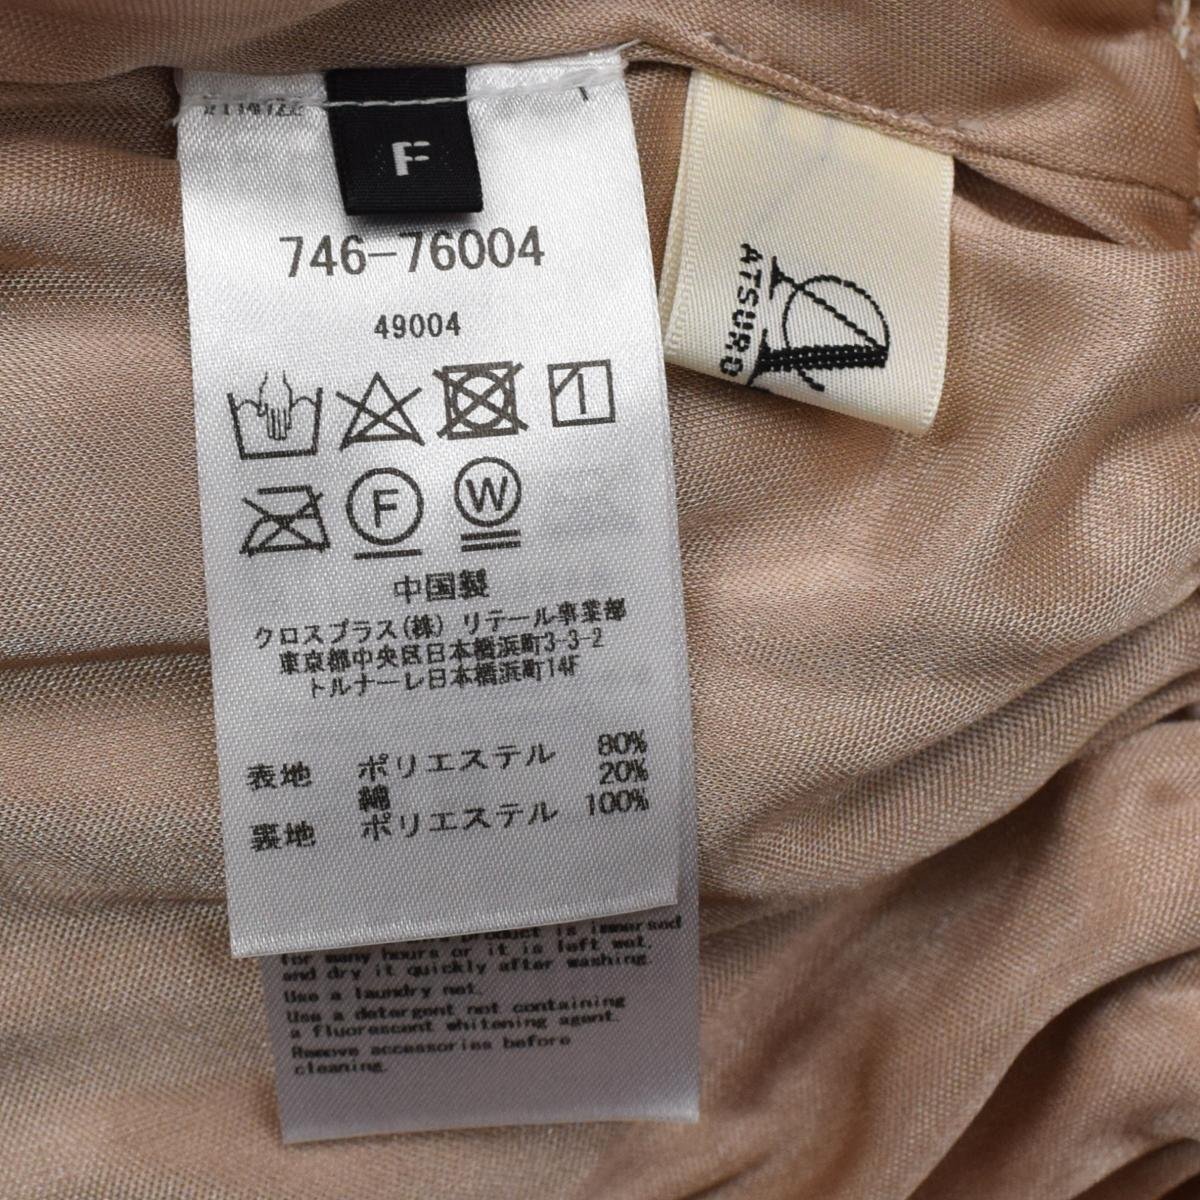 F
746-76004
49004
1
F
W
中国製
クロスプラス(株) リテール事業部
東京都中央区日本橋浜町3-3-2
トルナーレ日本橋浜町14F
表地 ポリエステル 80%
綿 20%
裏地 ポリエステル 100%
product is immersed
for many hours or it is left wet,
and dry it quickly after washing.
Use a laundry net.
Use a detergent not containing
a fluorescent whitening agent.
Remove accessories before
cleaning.
ATSURO